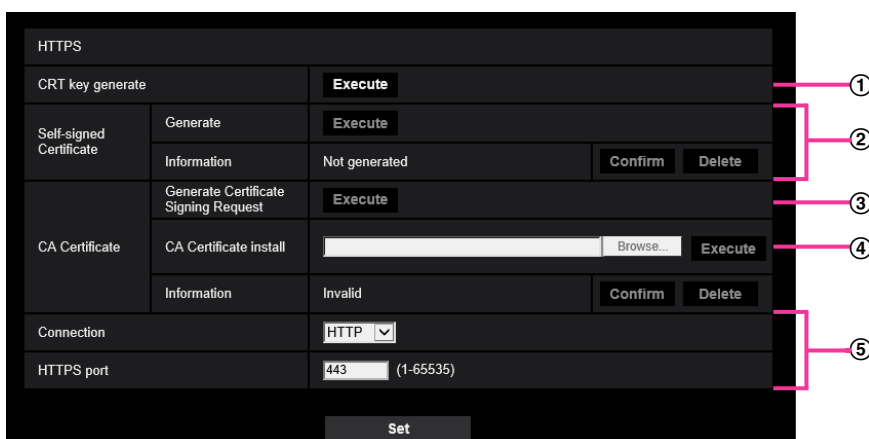 HTTPS
CRT key generate Execute ①
Self-signed Certificate Generate Execute ②
Information Not generated Confirm Delete
CA Certificate Generate Certificate Signing Request Execute ③
CA Certificate install Browse... Execute ④
Information Invalid Confirm Delete
Connection HTTP ⑤
HTTPS port 443 (1-65535)
Set